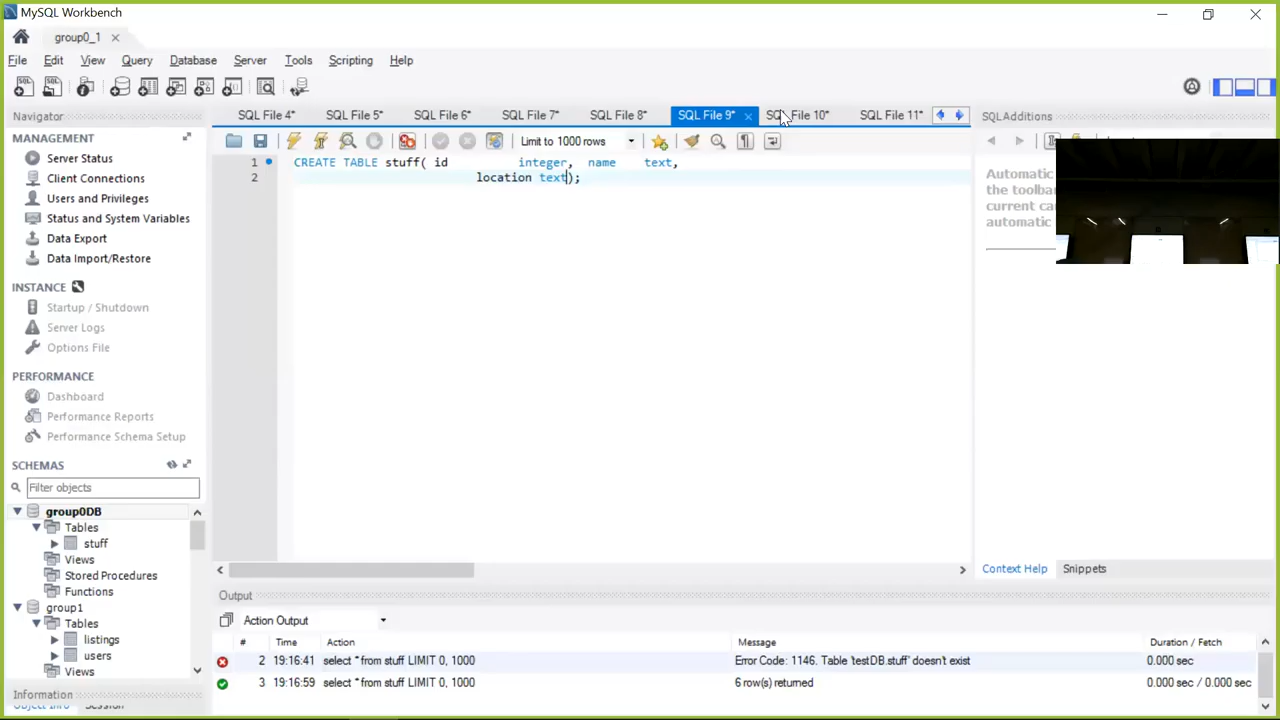 MySQL Workbench
group0_1
File Edit View Query Database Server Tools Scripting Help
Navigator
SQL File 4* SQL File 5* SQL File 6* SQL File 7* SQL File 8* SQL File 9* SQL File 10* SQL File 11*
SQLAdditions
MANAGEMENT
Server Status
Client Connections
Users and Privileges
Status and System Variables
Data Export
Data Import/Restore
INSTANCE
Startup / Shutdown
Server Logs
Options File
PERFORMANCE
Dashboard
Performance Reports
Performance Schema Setup
SCHEMAS
Filter objects
group0DB
Tables
stuff
Views
Stored Procedures
Functions
group1
Tables
listings
users
Views
Information
Object Info Session
Limit to 1000 rows
1 CREATE TABLE stuff( id integer, name text,
2 location text);
Automatic
the toolba
current ca
automatic
Context Help Snippets
Output
Action Output
# Time Action Message Duration / Fetch
2 19:16:41 select * from stuff LIMIT 0, 1000 Error Code: 1146. Table 'testDB.stuff' doesn't exist 0.000 sec
3 19:16:59 select * from stuff LIMIT 0, 1000 6 row(s) returned 0.000 sec / 0.000 sec